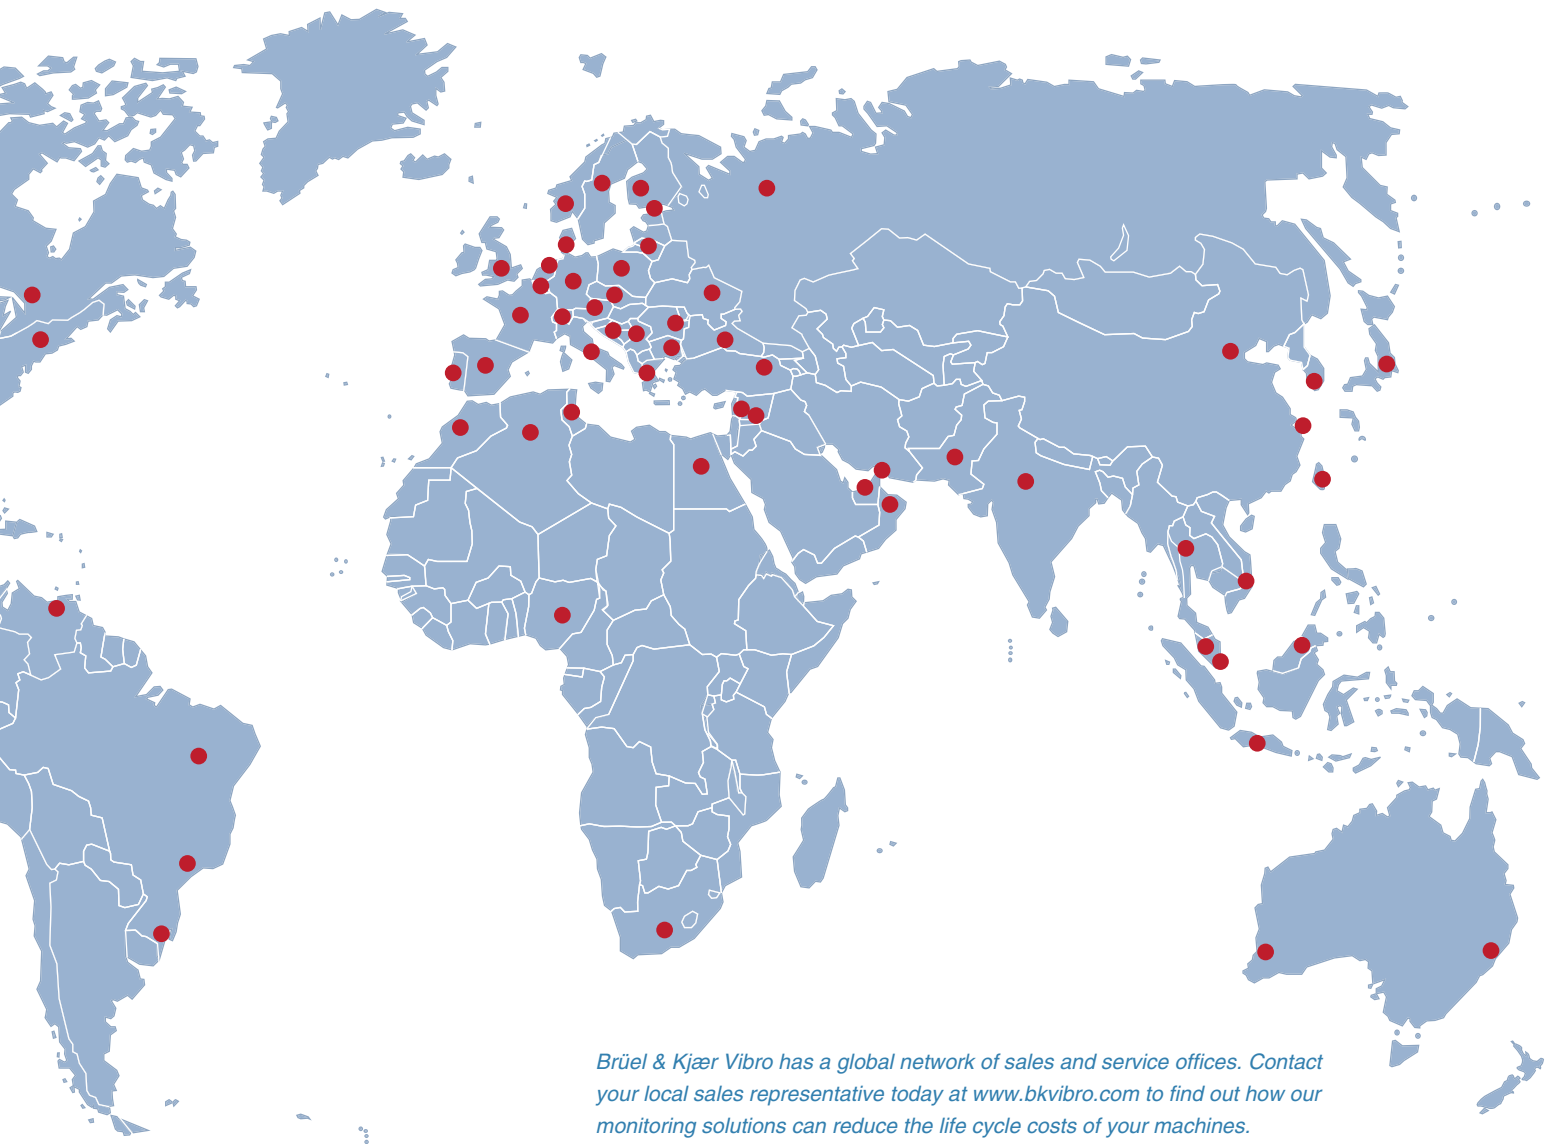 Brüel & Kjær Vibro has a global network of sales and service offices. Contact
your local sales representative today at www.bkvibro.com to find out how our
monitoring solutions can reduce the life cycle costs of your machines.